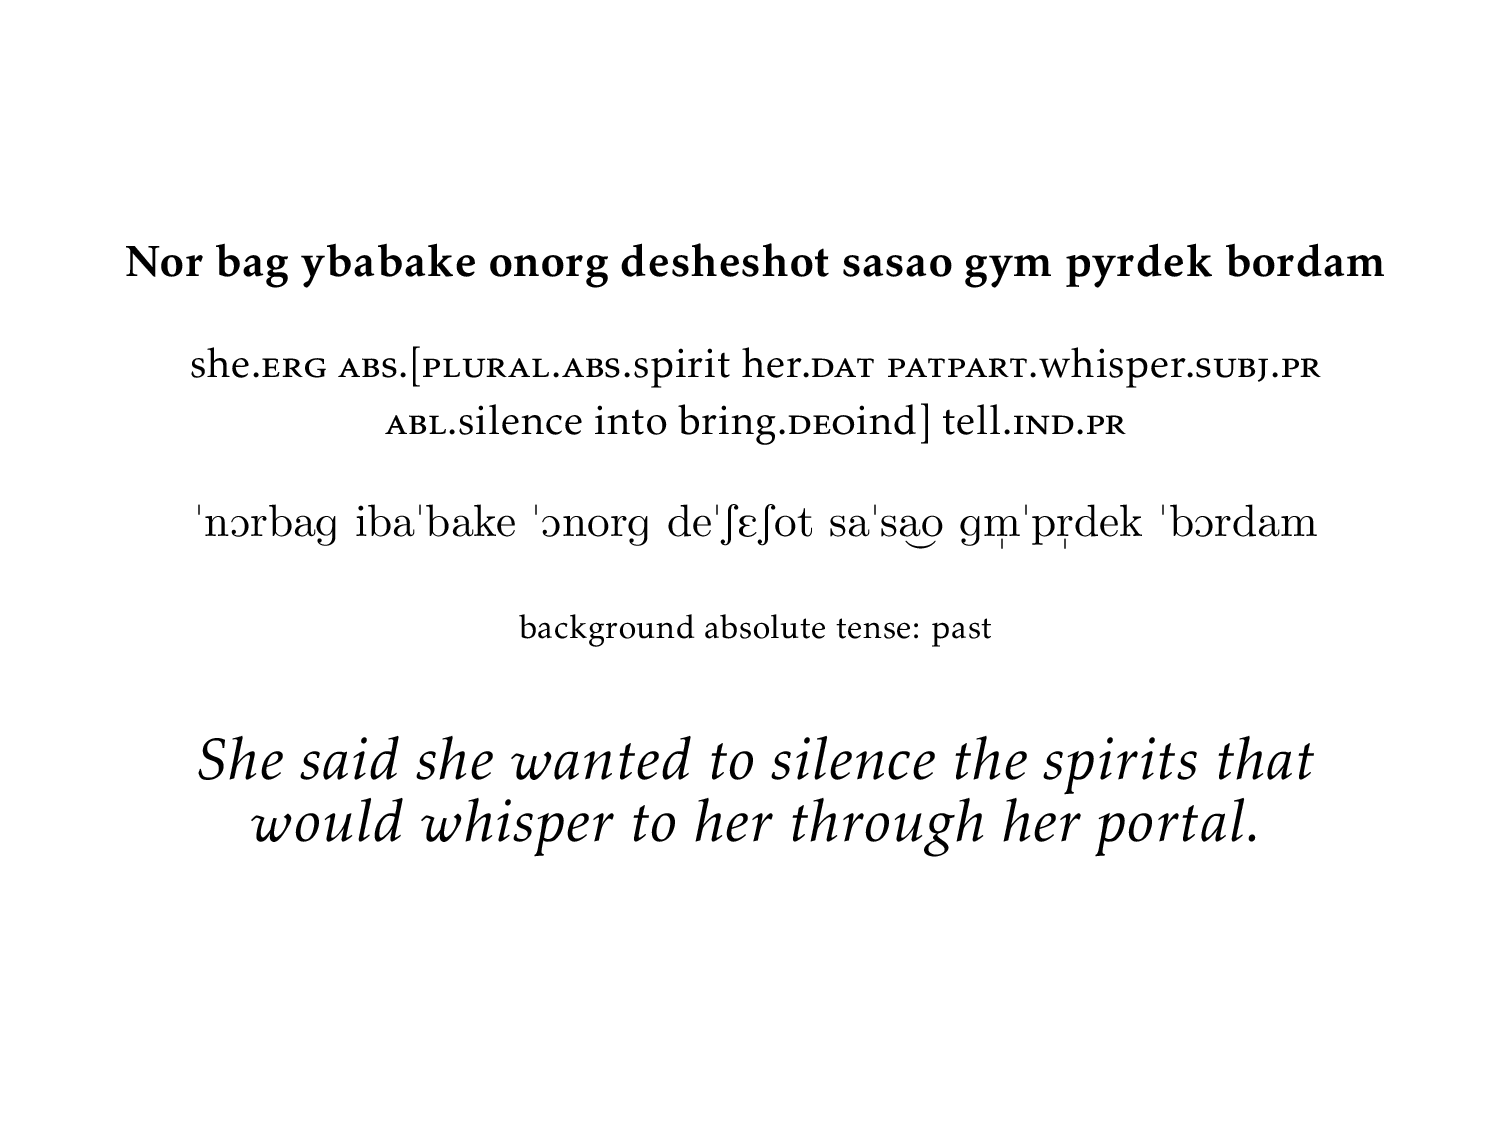 Nor bag ybabake onorg desheshot sasao gym pyrdek bordam
she.ERG ABS.[PLURAL.ABS.spirit her.DAT PATPART.whisper.SUBJ.PR
ABL.silence into bring.DEOind] tell.IND.PR
ˈnɔrbag ibaˈbake ˈɔnorg deˈʃɛʃot saˈsa͜o gm̩ˈpr̩dek ˈbɔrdam
background absolute tense: past
She said she wanted to silence the spirits that
would whisper to her through her portal.